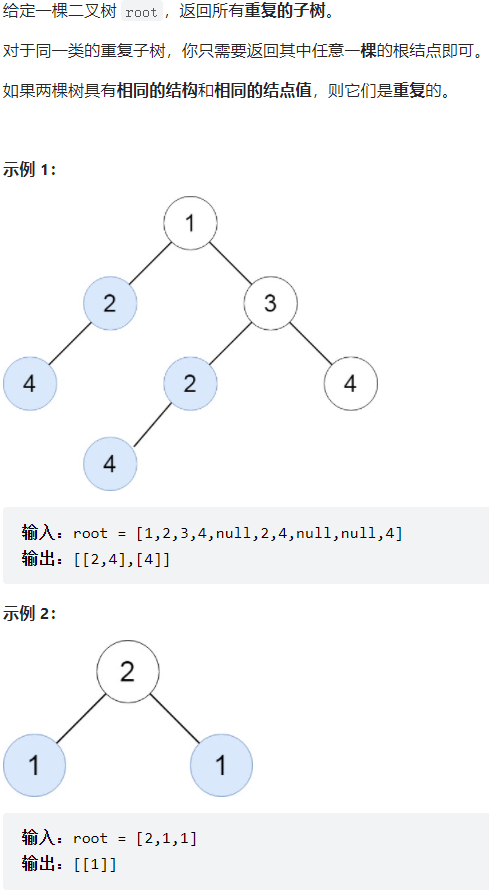 给定一棵二叉树 root，返回所有重复的子树。
对于同一类的重复子树，你只需要返回其中任意一棵的根结点即可。
如果两棵树具有相同的结构和相同的结点值，则它们是重复的。
示例 1：
1
2
3
4
2
4
4
输入：root = [1,2,3,4,null,2,4,null,null,4]
输出：[[2,4],[4]]
示例 2：
2
1
1
输入：root = [2,1,1]
输出：[[1]]